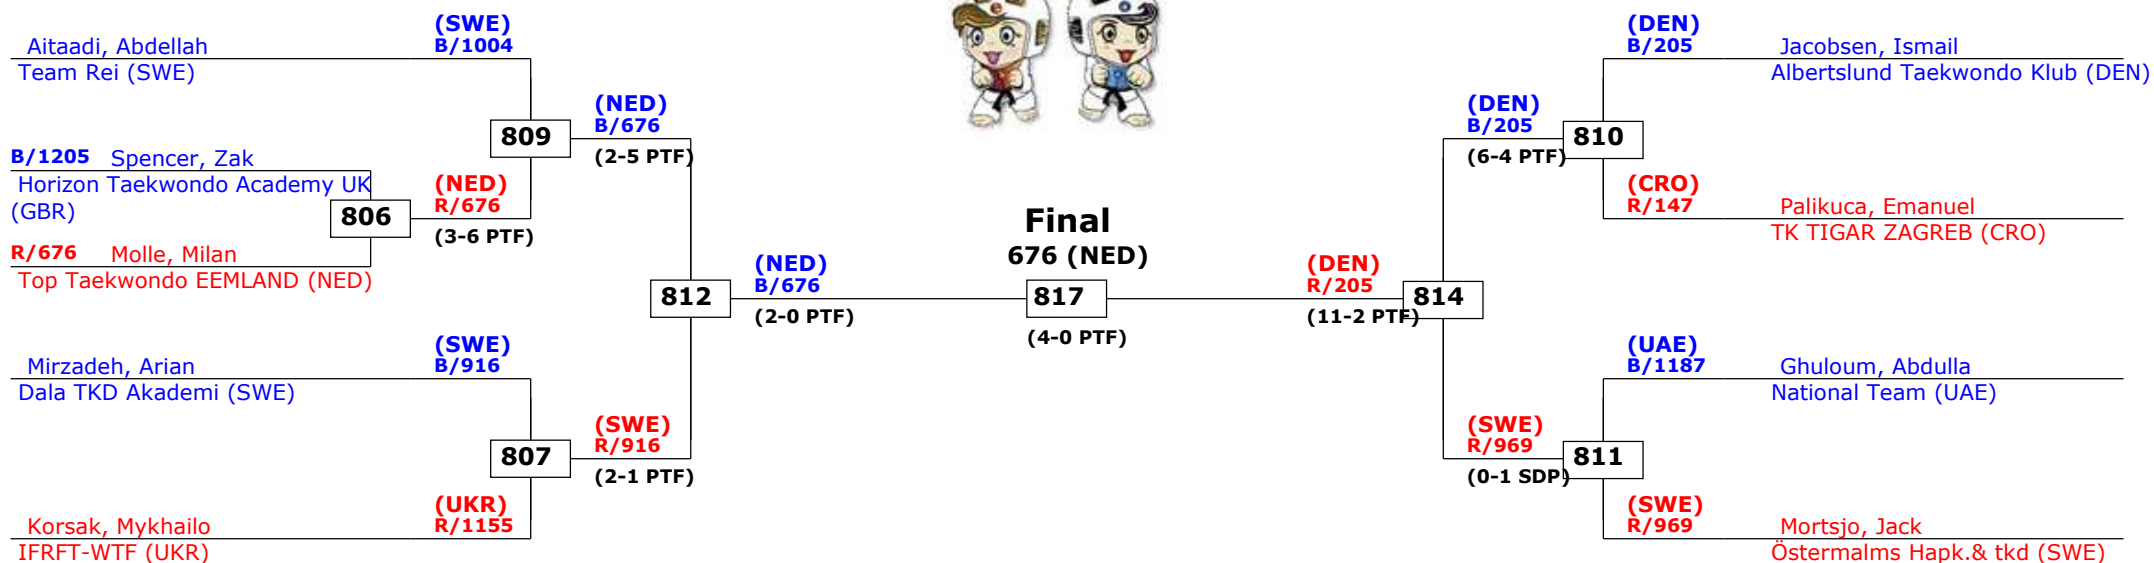 (SWE)
B/1004
Aitaadi, Abdellah
Team Rei (SWE)
809
(NED)
B/676
(2-5 PTF)
B/1205 Spencer, Zak
Horizon Taekwondo Academy UK
(GBR)
806
(NED)
R/676
(3-6 PTF)
R/676 Molle, Milan
Top Taekwondo EEMLAND (NED)
812
(NED)
B/676
(2-0 PTF)
(SWE)
B/916
Mirzadeh, Arian
Dala TKD Akademi (SWE)
807
(SWE)
R/916
(2-1 PTF)
(UKR)
R/1155
Korsak, Mykhailo
IFRFT-WTF (UKR)
Final
676 (NED)
817
(4-0 PTF)
(DEN)
B/205
Jacobsen, Ismail
Albertslund Taekwondo Klub (DEN)
(DEN)
B/205
(6-4 PTF)
810
(CRO)
R/147
Palikuca, Emanuel
TK TIGAR ZAGREB (CRO)
(DEN)
R/205
(11-2 PTF)
814
(UAE)
B/1187
Ghuloum, Abdulla
National Team (UAE)
(SWE)
R/969
(0-1 SDP)
811
(SWE)
R/969
Mortsjo, Jack
Östermalms Hapk.& tkd (SWE)